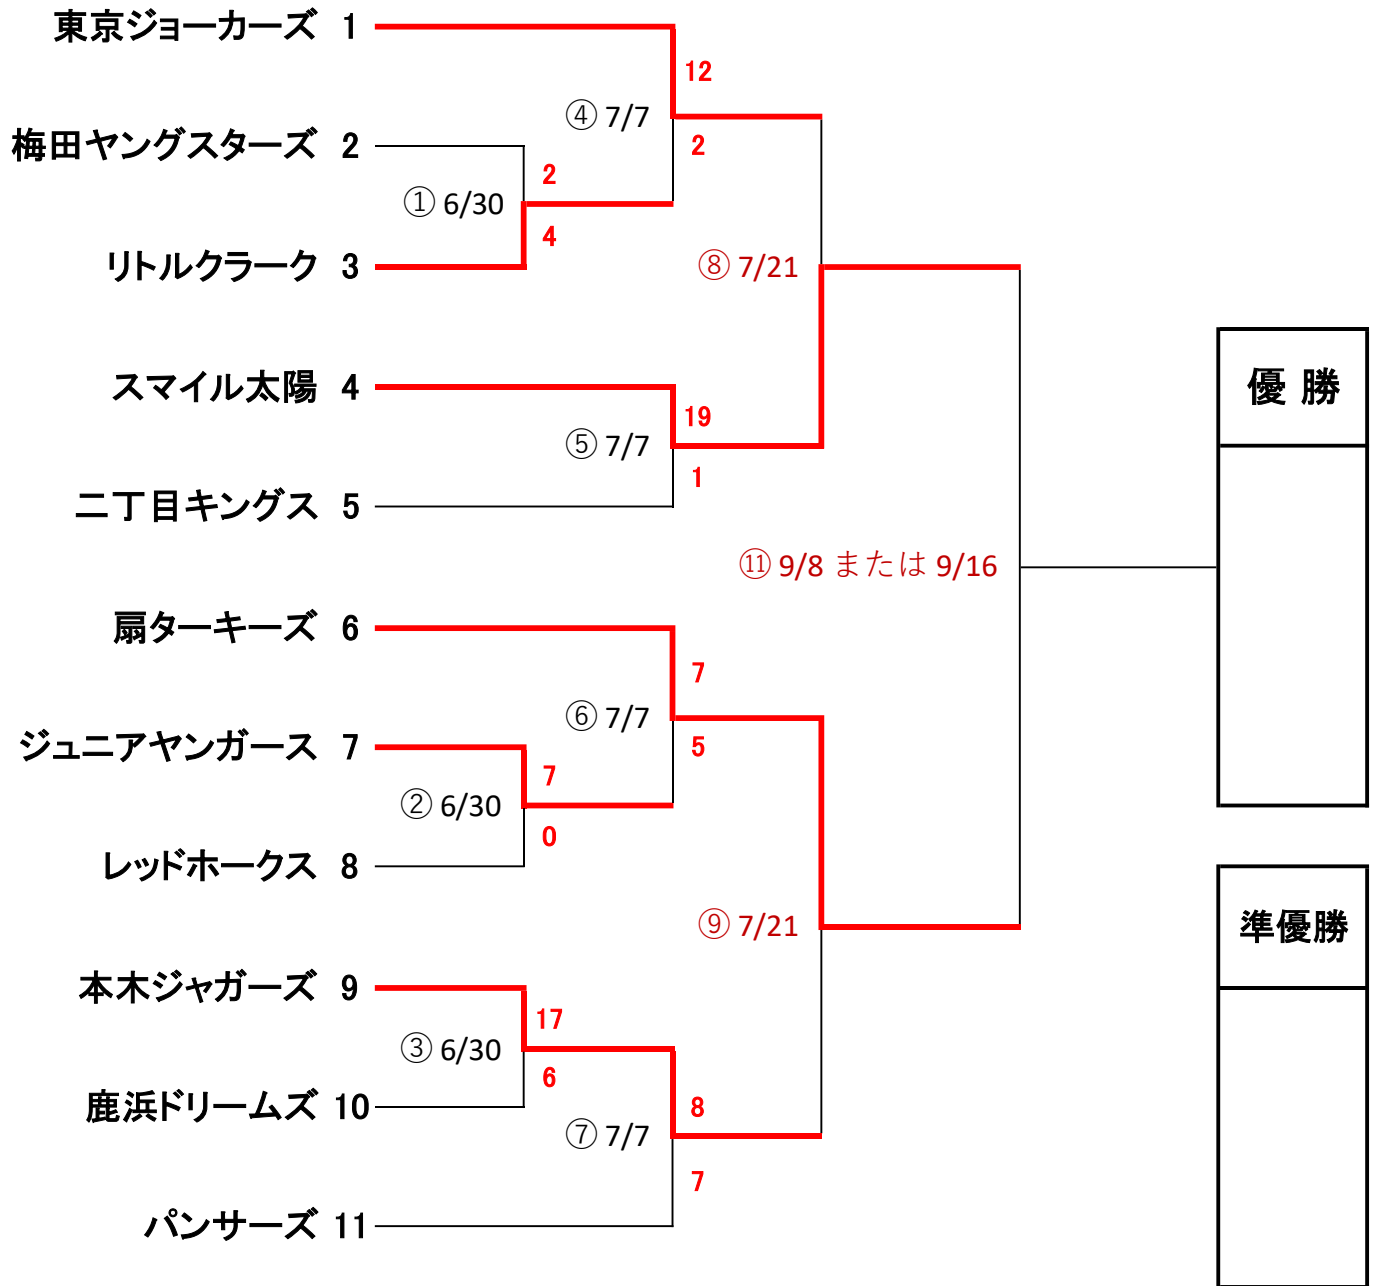 東京ジョーカーズ 1
12
④ 7/7
梅田ヤングスターズ 2
2
2
① 6/30
4
リトルクラーク 3
⑧ 7/21
スマイル太陽 4
優 勝
19
⑤ 7/7
1
二丁目キングス 5
⑪ 9/8 または 9/16
扇ターキーズ 6
7
⑥ 7/7
ジュニアヤンガース 7
5
7
② 6/30
0
レッドホークス 8
⑨ 7/21
準優勝
本木ジャガーズ 9
17
③ 6/30
6
鹿浜ドリームズ 10
8
⑦ 7/7
7
パンサーズ 11